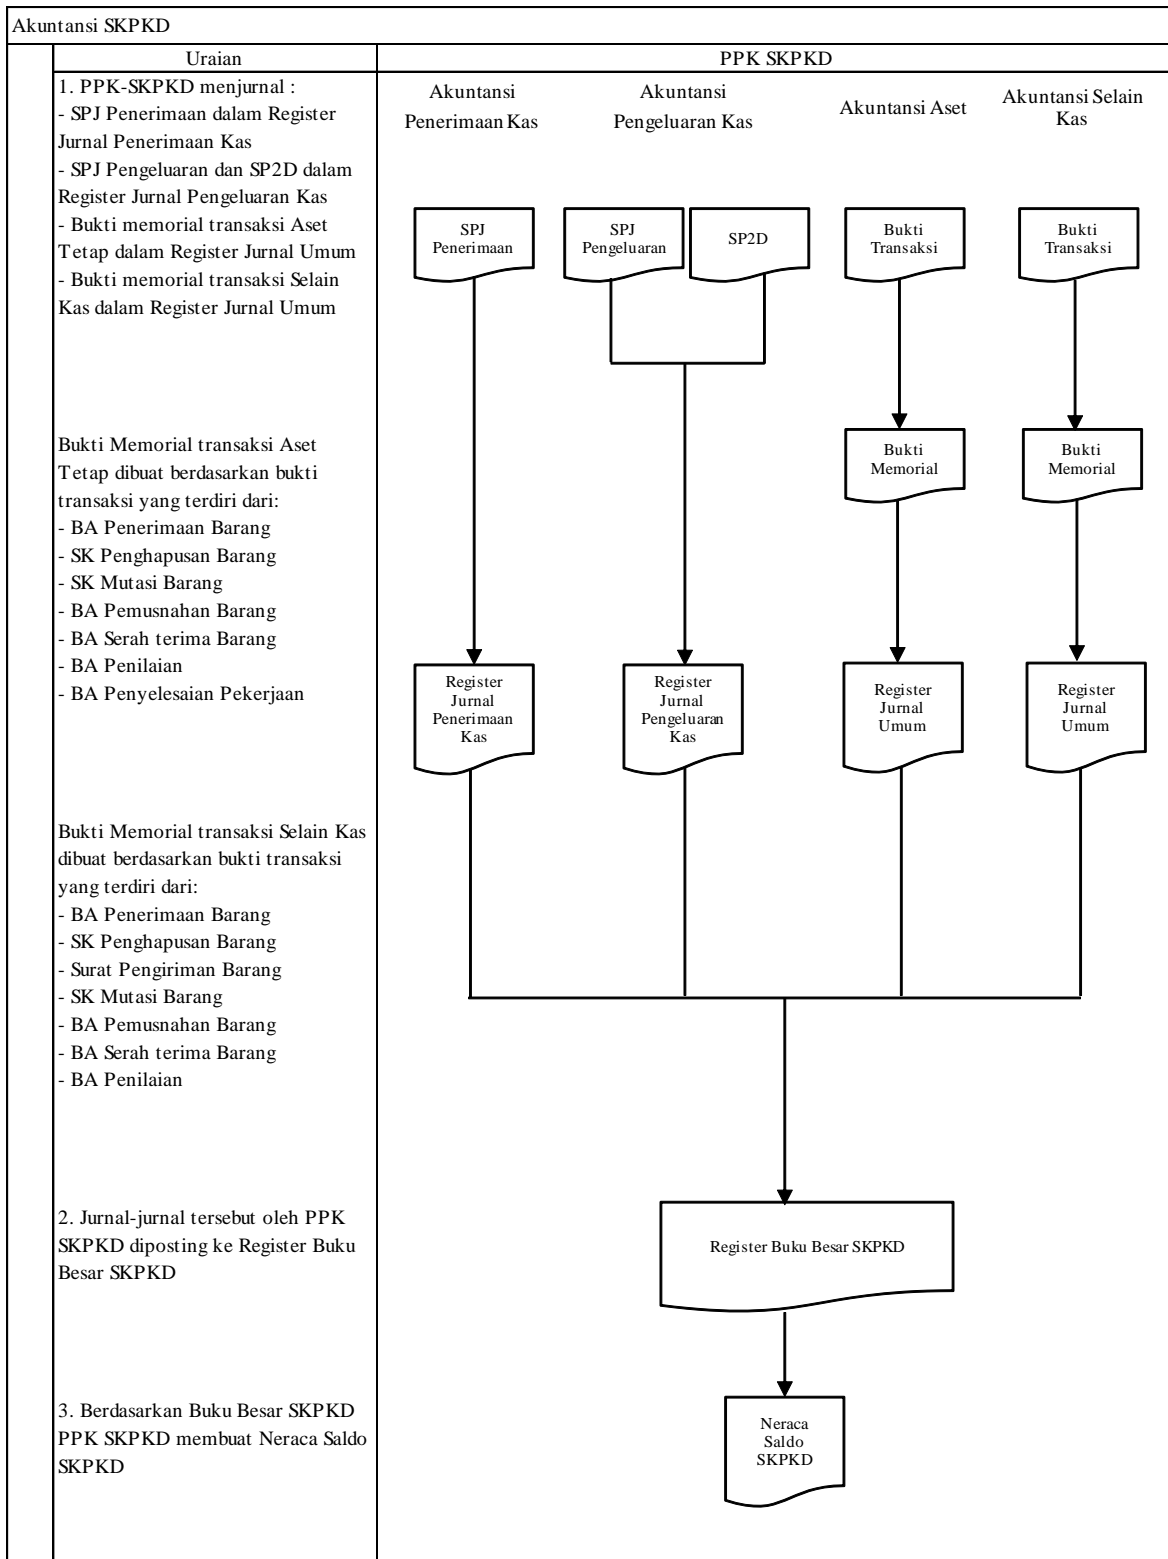 Akuntansi SKPKD
Uraian
PPK SKPKD
1. PPK-SKPKD menjurnal :
- SPJ Penerimaan dalam Register
Jurnal Penerimaan Kas
- SPJ Pengeluaran dan SP2D dalam
Register Jurnal Pengeluaran Kas
- Bukti memorial transaksi Aset
Tetap dalam Register Jurnal Umum
- Bukti memorial transaksi Selain
Kas dalam Register Jurnal Umum
Akuntansi
Penerimaan Kas
Akuntansi
Pengeluaran Kas
Akuntansi Aset
Akuntansi Selain
Kas
SPJ
Penerimaan
SPJ
Pengeluaran
SP2D
Bukti
Transaksi
Bukti
Transaksi
Bukti Memorial transaksi Aset
Tetap dibuat berdasarkan bukti
transaksi yang terdiri dari:
- BA Penerimaan Barang
- SK Penghapusan Barang
- SK Mutasi Barang
- BA Pemusnahan Barang
- BA Serah terima Barang
- BA Penilaian
- BA Penyelesaian Pekerjaan
Bukti
Memorial
Bukti
Memorial
Register
Jurnal
Penerimaan
Kas
Register
Jurnal
Pengeluaran
Kas
Register
Jurnal
Umum
Register
Jurnal
Umum
Bukti Memorial transaksi Selain Kas
dibuat berdasarkan bukti transaksi
yang terdiri dari:
- BA Penerimaan Barang
- SK Penghapusan Barang
- Surat Pengiriman Barang
- SK Mutasi Barang
- BA Pemusnahan Barang
- BA Serah terima Barang
- BA Penilaian
2. Jurnal-jurnal tersebut oleh PPK
SKPKD diposting ke Register Buku
Besar SKPKD
Register Buku Besar SKPKD
3. Berdasarkan Buku Besar SKPKD
PPK SKPKD membuat Neraca Saldo
SKPKD
Neraca
Saldo
SKPKD